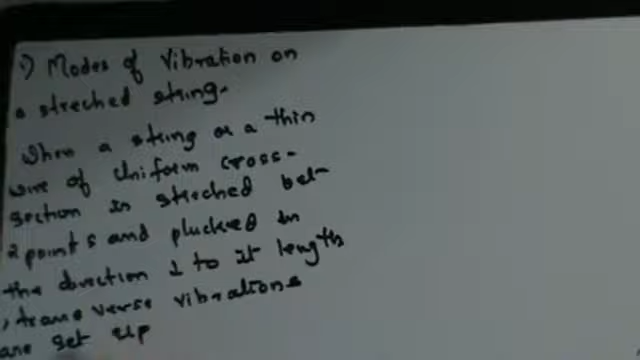 1) Modes of Vibration on
a streched string.
When a string or a thin
wire of Uniform cross-
section is streched bet-
2 points and plucked in
the direction ⊥ to it length
, transverse vibrations
are set up